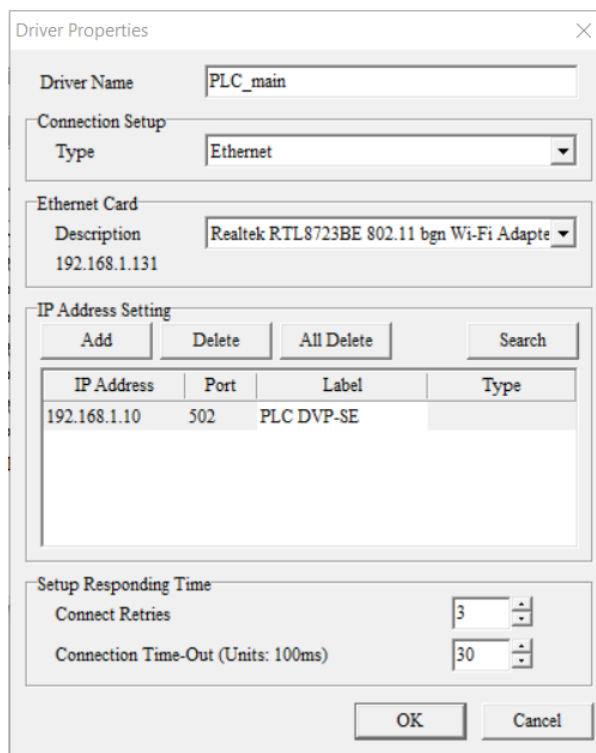 Driver Properties
Driver Name PLC_main
Connection Setup
Type Ethernet
Ethernet Card
Description Realtek RTL8723BE 802.11 bgn Wi-Fi Adapte
192.168.1.131
IP Address Setting
Add Delete All Delete Search
IP Address Port Label Type
192.168.1.10 502 PLC DVP-SE
Setup Responding Time
Connect Retries 3
Connection Time-Out (Units: 100ms) 30
OK Cancel